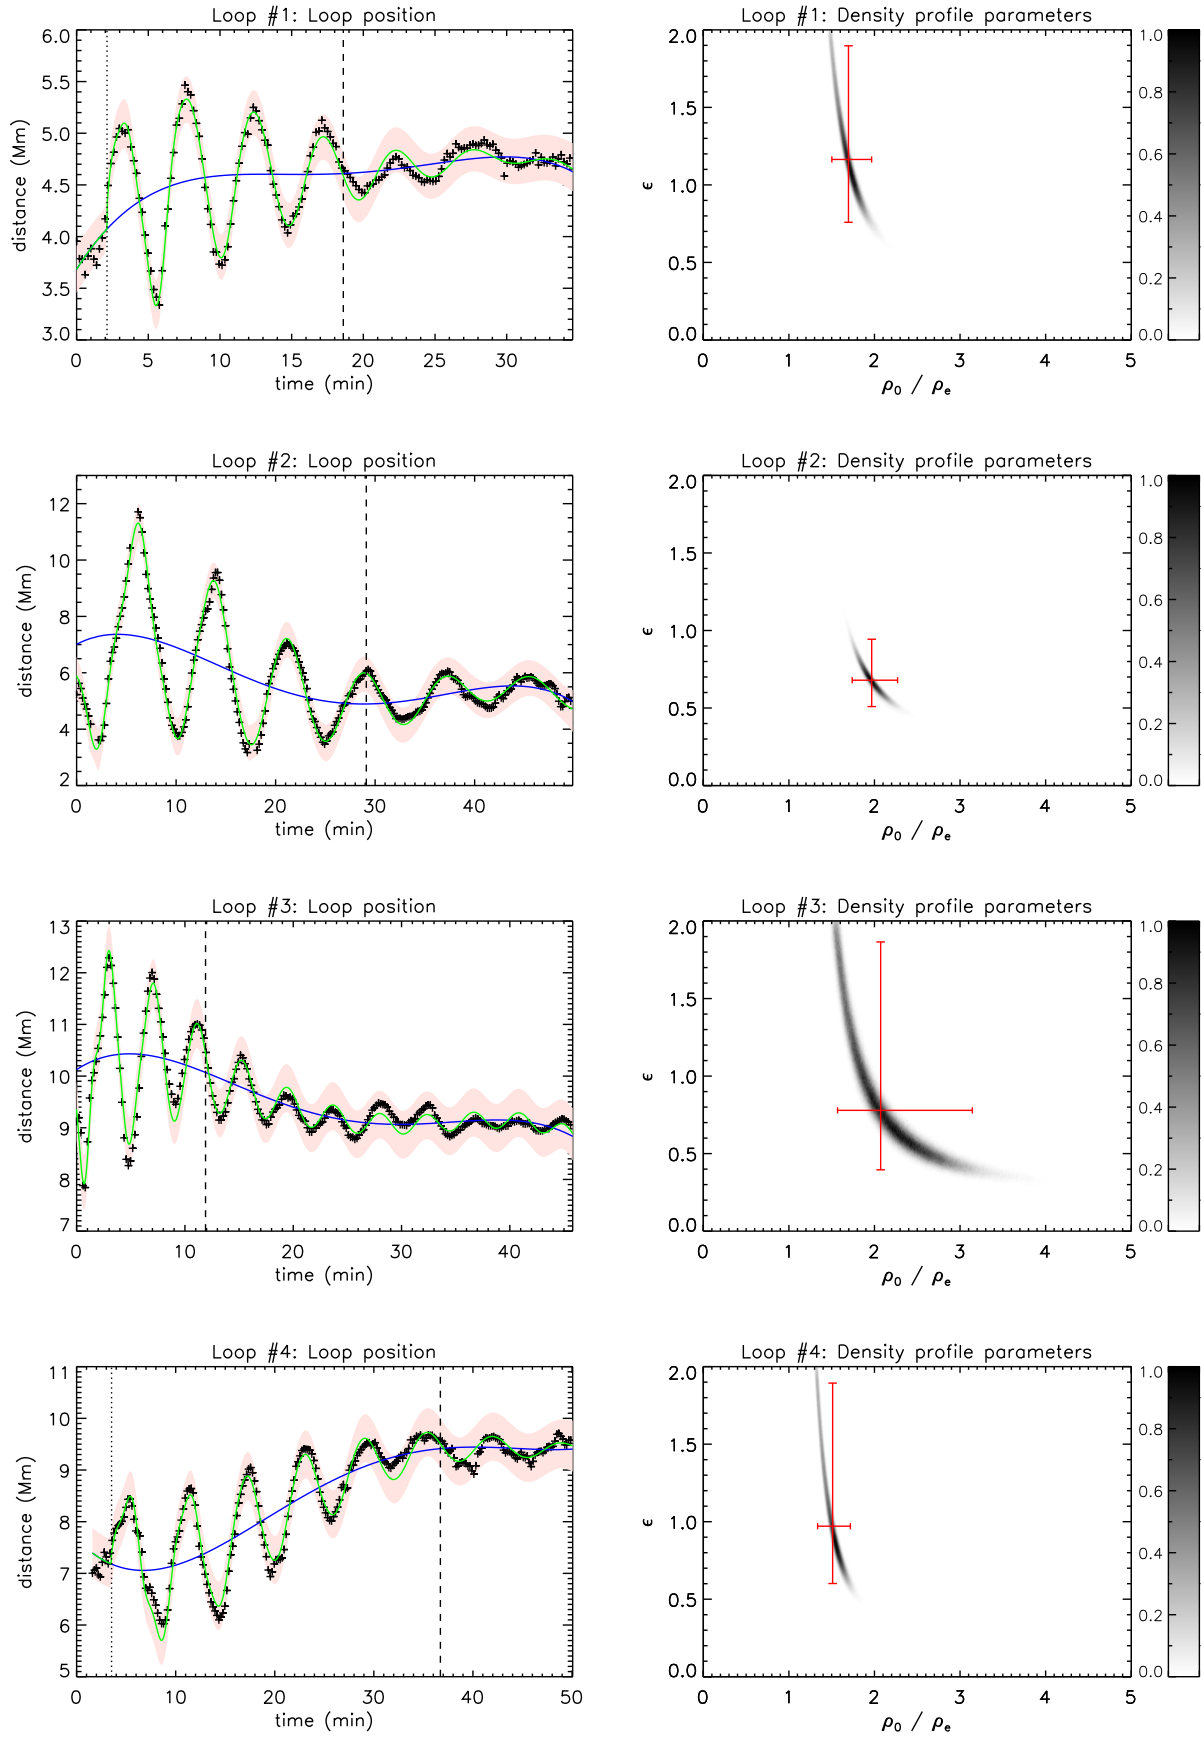 Loop #1: Loop position
6.0
5.5
5.0
4.5
4.0
3.5
3.0
distance (Mm)
0 5 10 15 20 25 30
time (min)
Loop #1: Density profile parameters
2.0
1.5
1.0
0.5
0.0
ϵ
0 1 2 3 4 5
ρ₀ / ρₑ
1.0
0.8
0.6
0.4
0.2
0.0
Loop #2: Loop position
12
10
8
6
4
2
distance (Mm)
0 10 20 30 40
time (min)
Loop #2: Density profile parameters
2.0
1.5
1.0
0.5
0.0
ϵ
0 1 2 3 4 5
ρ₀ / ρₑ
1.0
0.8
0.6
0.4
0.2
0.0
Loop #3: Loop position
13
12
11
10
9
8
7
distance (Mm)
0 10 20 30 40
time (min)
Loop #3: Density profile parameters
2.0
1.5
1.0
0.5
0.0
ϵ
0 1 2 3 4 5
ρ₀ / ρₑ
1.0
0.8
0.6
0.4
0.2
0.0
Loop #4: Loop position
11
10
9
8
7
6
5
distance (Mm)
0 10 20 30 40 50
time (min)
Loop #4: Density profile parameters
2.0
1.5
1.0
0.5
0.0
ϵ
0 1 2 3 4 5
ρ₀ / ρₑ
1.0
0.8
0.6
0.4
0.2
0.0